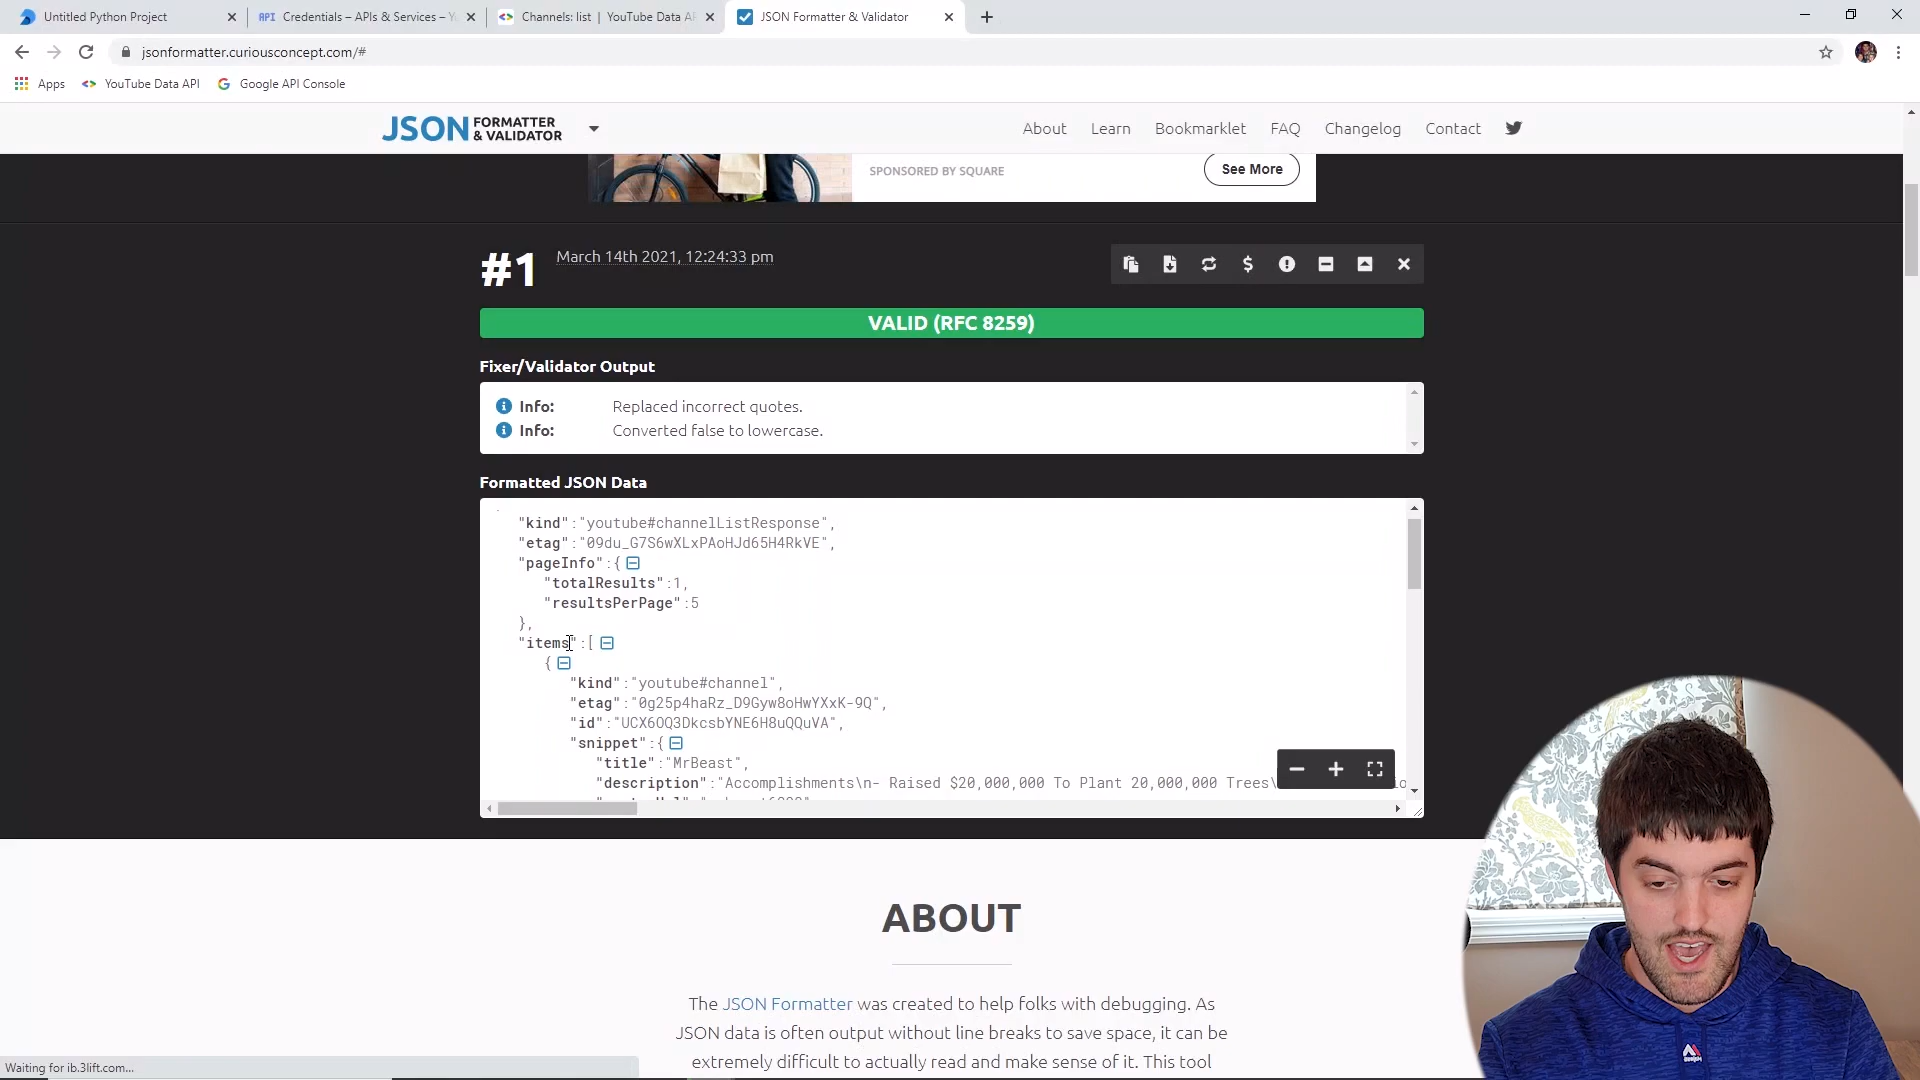 Untitled Python Project
API Credentials – APIs & Services – Y
Channels: list | YouTube Data A
JSON Formatter & Validator
jsonformatter.curiousconcept.com/#
Apps
YouTube Data API
Google API Console
JSON FORMATTER & VALIDATOR
About
Learn
Bookmarklet
FAQ
Changelog
Contact
SPONSORED BY SQUARE
See More
#1
March 14th 2021, 12:24:33 pm
VALID (RFC 8259)
Fixer/Validator Output
Info: Replaced incorrect quotes.
Info: Converted false to lowercase.
Formatted JSON Data
"kind":"youtube#channelListResponse",
"etag":"09du_G7S6wXLxPAoHJd65H4RkVE",
"pageInfo":{
"totalResults":1,
"resultsPerPage":5
},
"items":[
{
"kind":"youtube#channel",
"etag":"0g25p4haRz_D9Gyw8oHwYXxK-9Q",
"id":"UCX6OQ3DkcsbYNE6H8uQQuVA",
"snippet":{
"title":"MrBeast",
"description":"Accomplishments\n- Raised $20,000,000 To Plant 20,000,000 Trees\
ABOUT
The JSON Formatter was created to help folks with debugging. As
JSON data is often output without line breaks to save space, it can be
extremely difficult to actually read and make sense of it. This tool
Waiting for ib.3lift.com...